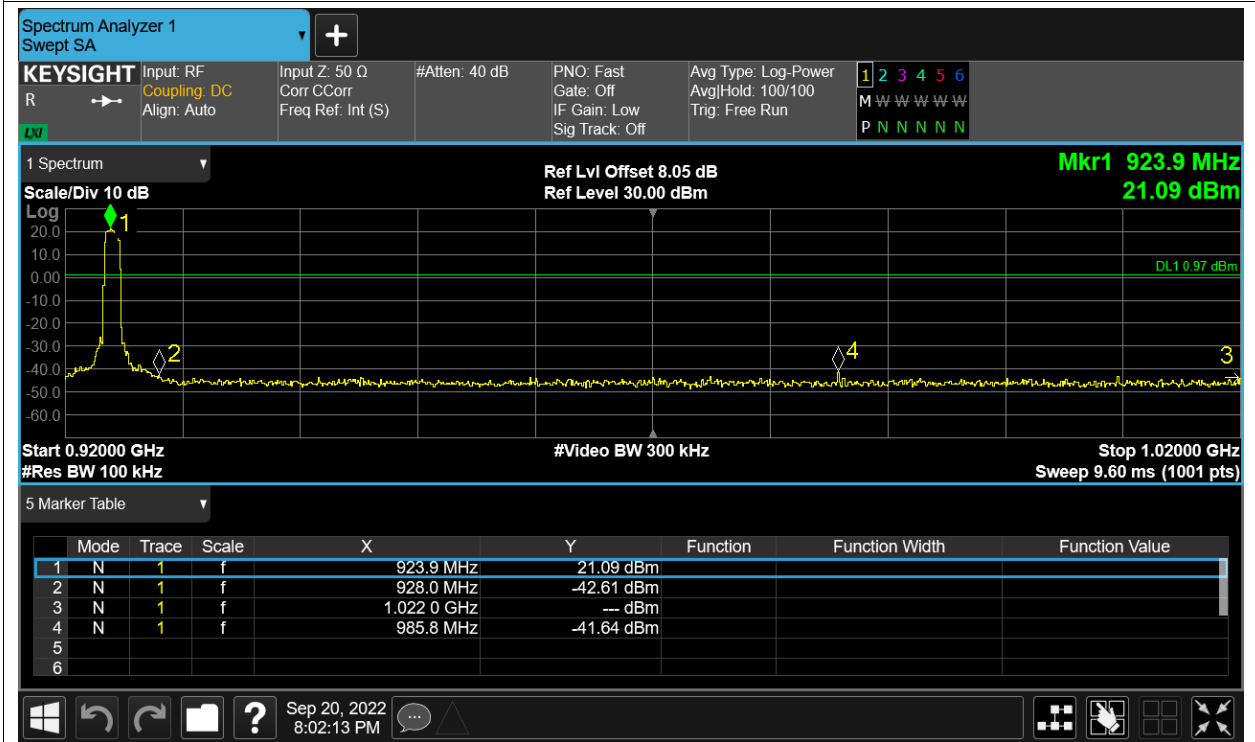 Spectrum Analyzer 1
Swept SA
+
KEYSIGHT
R
LXI
Input: RF
Coupling: DC
Align: Auto
Input Z: 50 Ω
Corr CCorr
Freq Ref: Int (S)
#Atten: 40 dB
PNO: Fast
Gate: Off
IF Gain: Low
Sig Track: Off
Avg Type: Log-Power
Avg|Hold: 100/100
Trig: Free Run
1 2 3 4 5 6
M W W W W W
P N N N N N
1 Spectrum
Scale/Div 10 dB
Ref Lvl Offset 8.05 dB
Ref Level 30.00 dBm
Mkr1 923.9 MHz
21.09 dBm
Log
20.0
10.0
0.00
-10.0
-20.0
-30.0
-40.0
-50.0
-60.0
1
2
4
3
DL1 0.97 dBm
Start 0.92000 GHz
#Res BW 100 kHz
#Video BW 300 kHz
Stop 1.02000 GHz
Sweep 9.60 ms (1001 pts)
5 Marker Table
Mode Trace Scale X Y Function Function Width Function Value
1 N 1 f 923.9 MHz 21.09 dBm
2 N 1 f 928.0 MHz -42.61 dBm
3 N 1 f 1.022 0 GHz --- dBm
4 N 1 f 985.8 MHz -41.64 dBm
5
6
?
Sep 20, 2022
8:02:13 PM